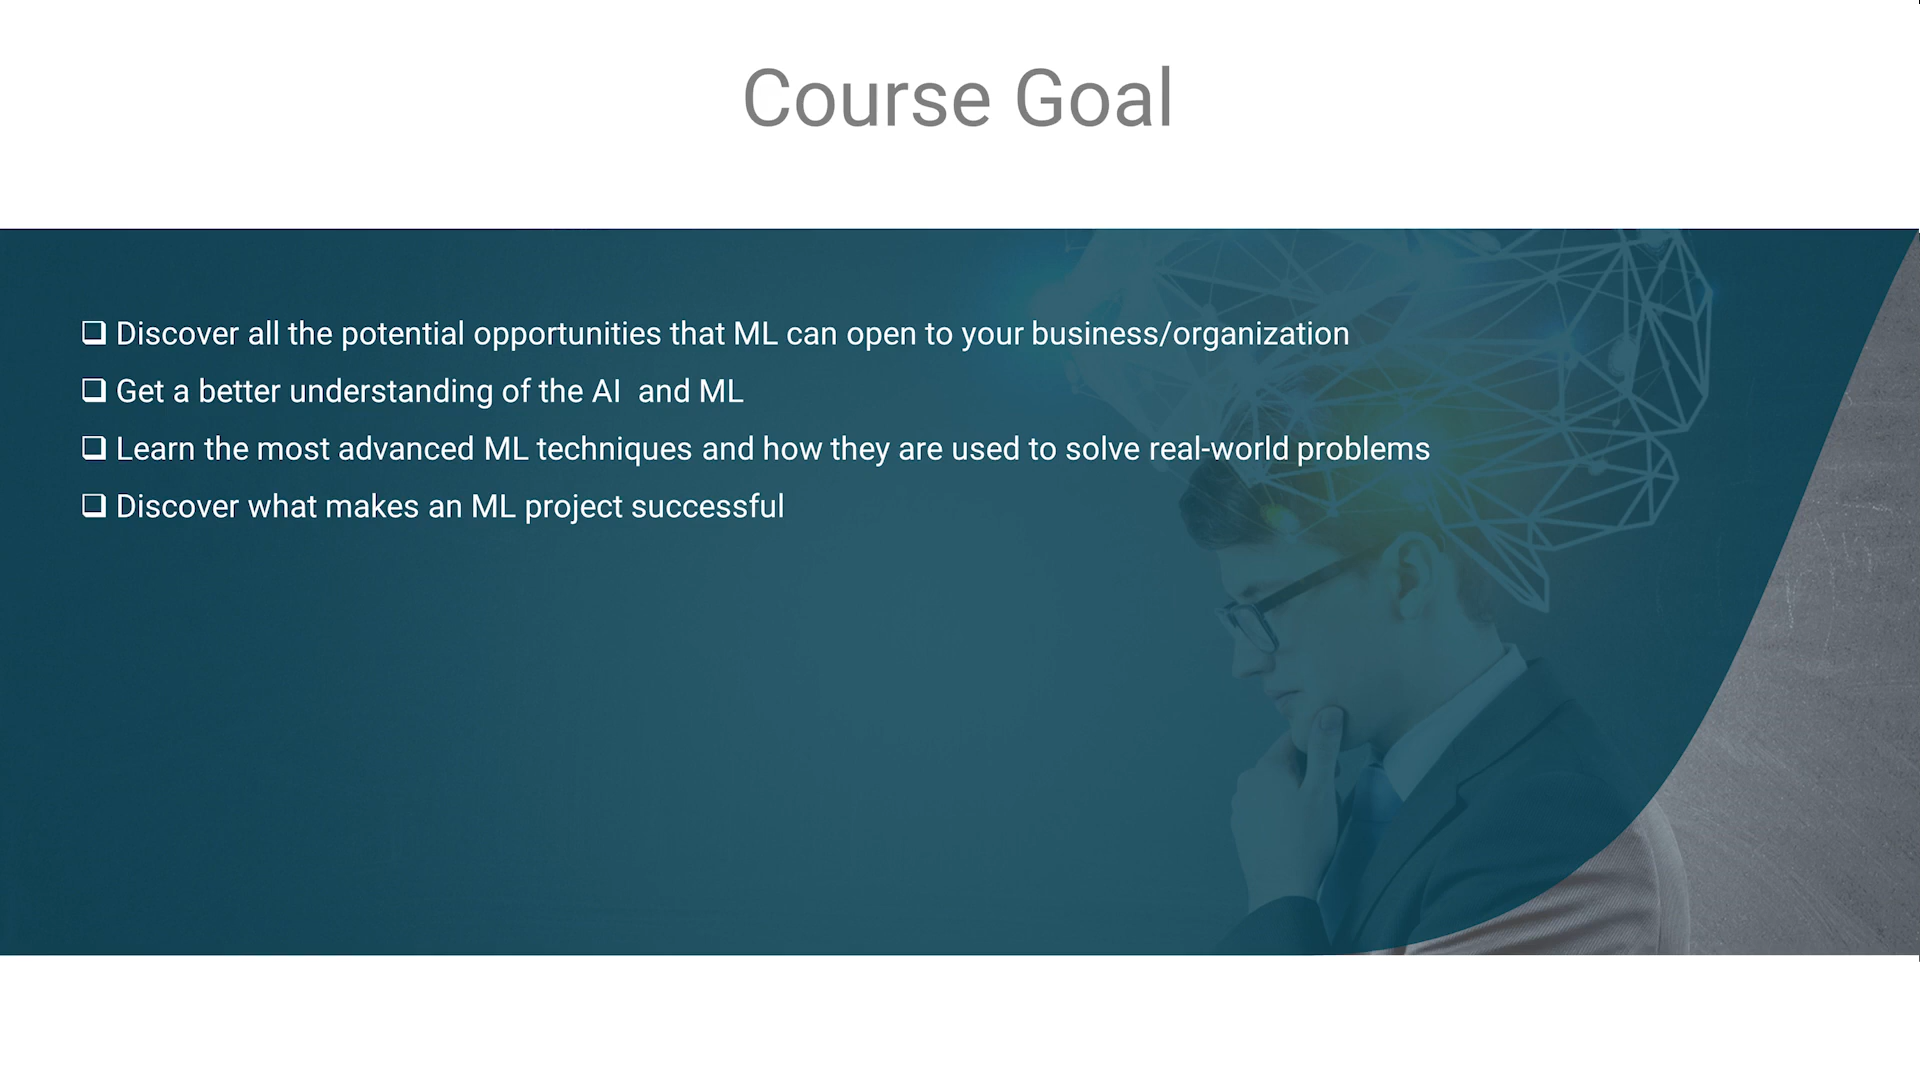 Course Goal
❑ Discover all the potential opportunities that ML can open to your business/organization
❑ Get a better understanding of the AI  and ML
❑ Learn the most advanced ML techniques and how they are used to solve real-world problems
❑ Discover what makes an ML project successful